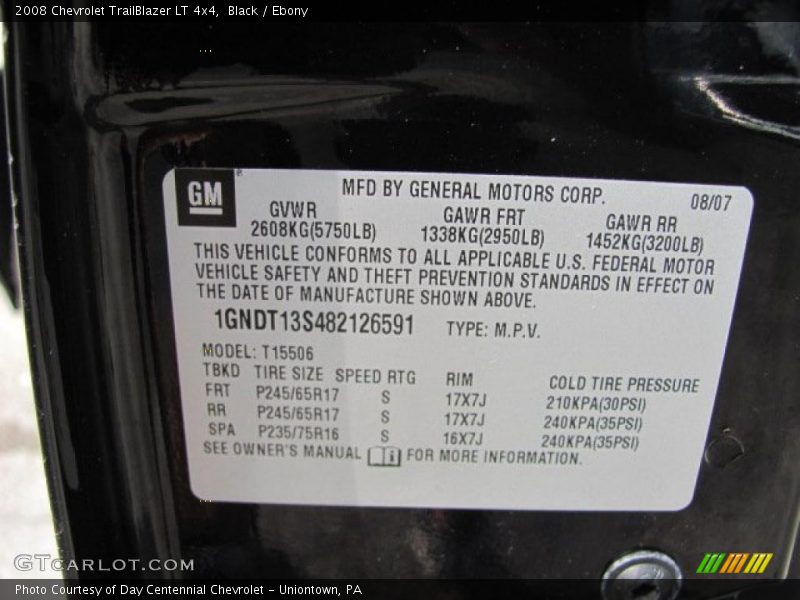 2008 Chevrolet TrailBlazer LT 4x4, Black / Ebony
GM
MFD BY GENERAL MOTORS CORP. 08/07
GVWR GAWR FRT GAWR RR
2608KG(5750LB) 1338KG(2950LB) 1452KG(3200LB)
THIS VEHICLE CONFORMS TO ALL APPLICABLE U.S. FEDERAL MOTOR
VEHICLE SAFETY AND THEFT PREVENTION STANDARDS IN EFFECT ON
THE DATE OF MANUFACTURE SHOWN ABOVE.
1GNDT13S482126591 TYPE: M.P.V.
MODEL: T15506
TBKD TIRE SIZE SPEED RTG RIM COLD TIRE PRESSURE
FRT P245/65R17 S 17X7J 210KPA(30PSI)
RR P245/65R17 S 17X7J 240KPA(35PSI)
SPA P235/75R16 S 16X7J 240KPA(35PSI)
SEE OWNER'S MANUAL FOR MORE INFORMATION.
GTCARLOT.COM
Photo Courtesy of Day Centennial Chevrolet - Uniontown, PA